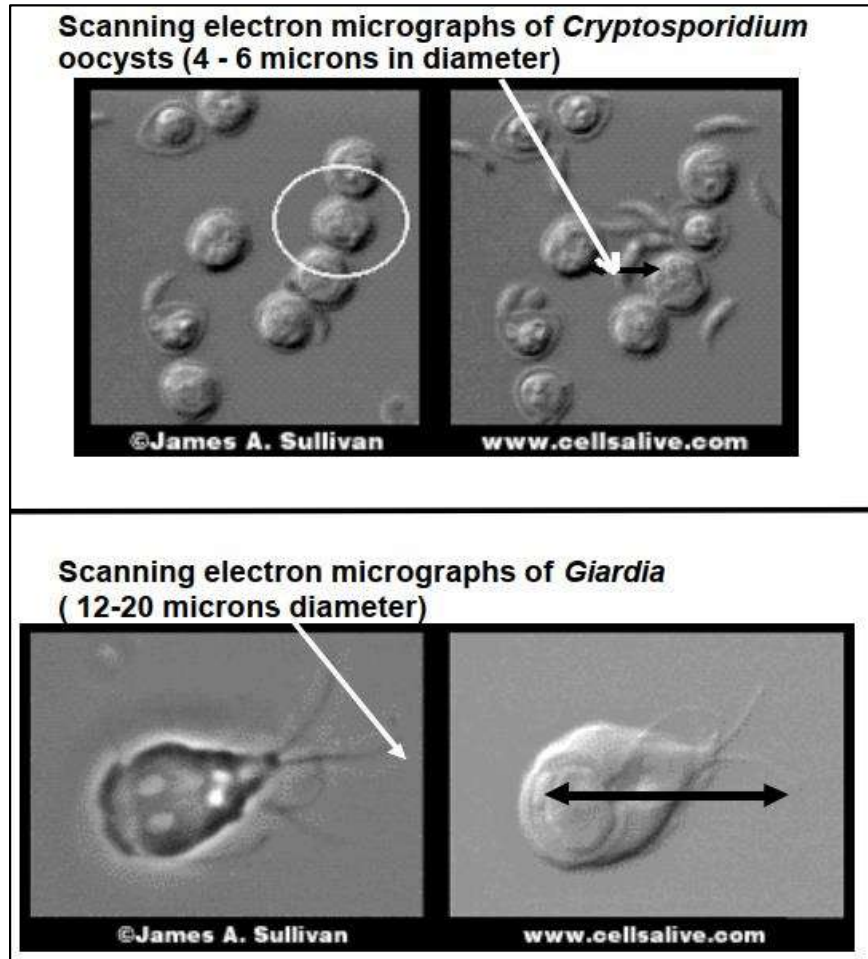 Scanning electron micrographs of Cryptosporidium
oocysts (4 - 6 microns in diameter)
©James A. Sullivan
www.cellsalive.com
Scanning electron micrographs of Giardia
( 12-20 microns diameter)
©James A. Sullivan
www.cellsalive.com